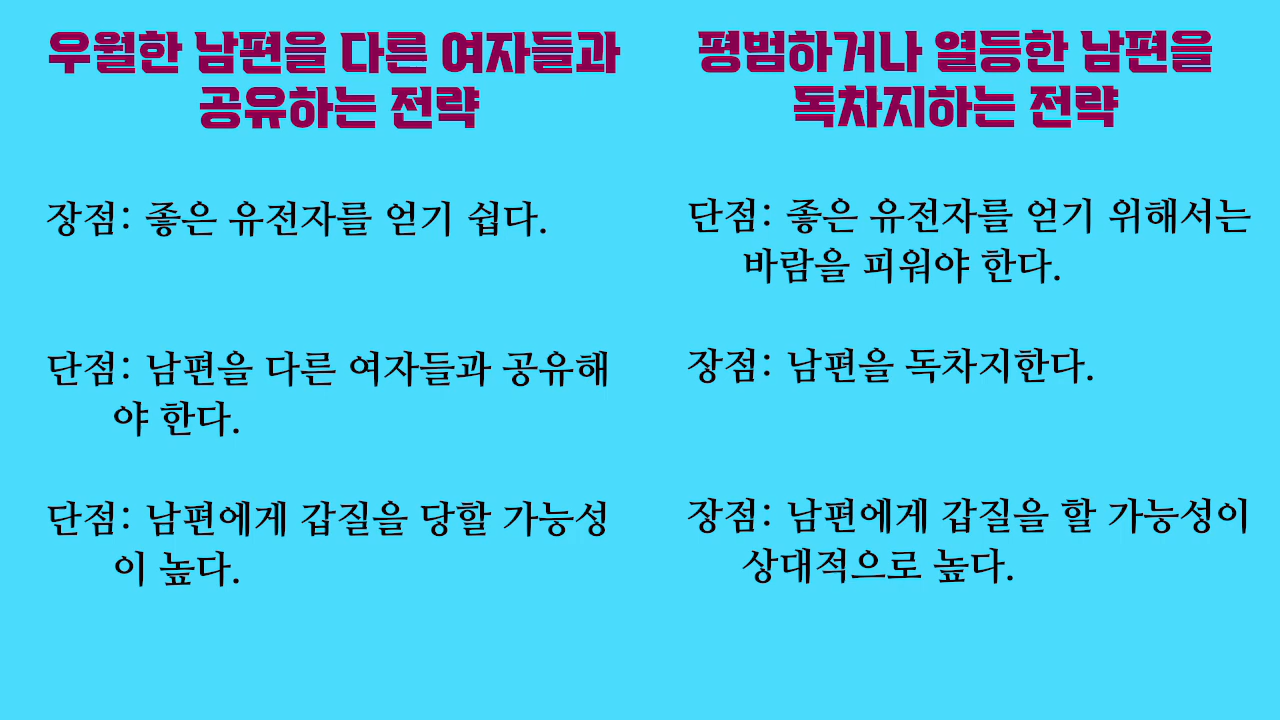 우월한 남편을 다른 여자들과
공유하는 전략
장점: 좋은 유전자를 얻기 쉽다.
단점: 남편을 다른 여자들과 공유해
야 한다.
단점: 남편에게 갑질을 당할 가능성
이 높다.
평범하거나 열등한 남편을
독차지하는 전략
단점: 좋은 유전자를 얻기 위해서는
바람을 피워야 한다.
장점: 남편을 독차지한다.
장점: 남편에게 갑질을 할 가능성이
상대적으로 높다.